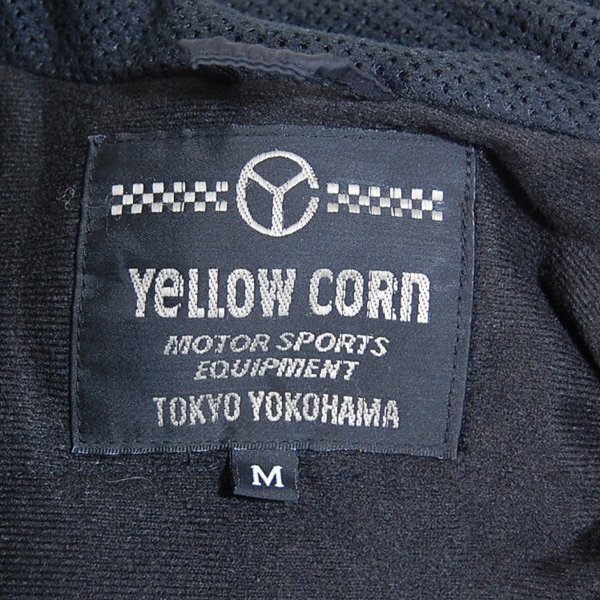 YeLLOW CORn
MOTOR SPORTS
EQUIPMENT
TOKYO YOKOHAMA
M